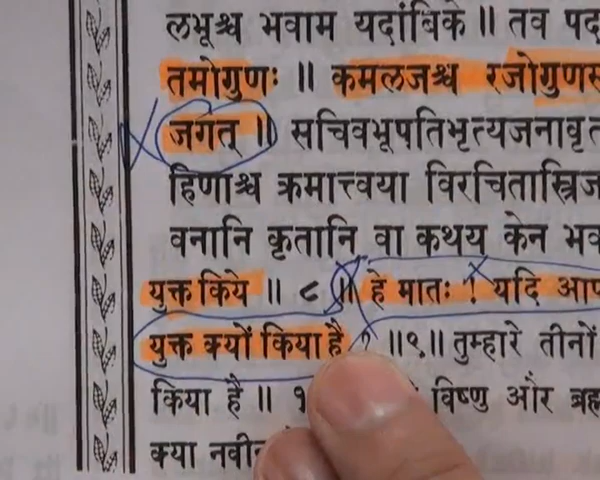 लभूश्च भवाम यदांबिके ॥ तव पद
तमोगुणः ॥ कमलजश्च रजोगुणस
जगत् ॥ सचिवभूपतिभृत्यजनावृत
हिणाश्च क्रमात्त्वया विरचितास्त्रिज
वनानि कृतानि वा कथय केन भव
युक्त किये ॥ ८ ॥ हे मातः ! यदि आप
युक्त क्यों किया है ? ॥९॥ तुम्हारे तीनों
किया है ॥ १ विष्णु और ब्रह्
क्या नवीन